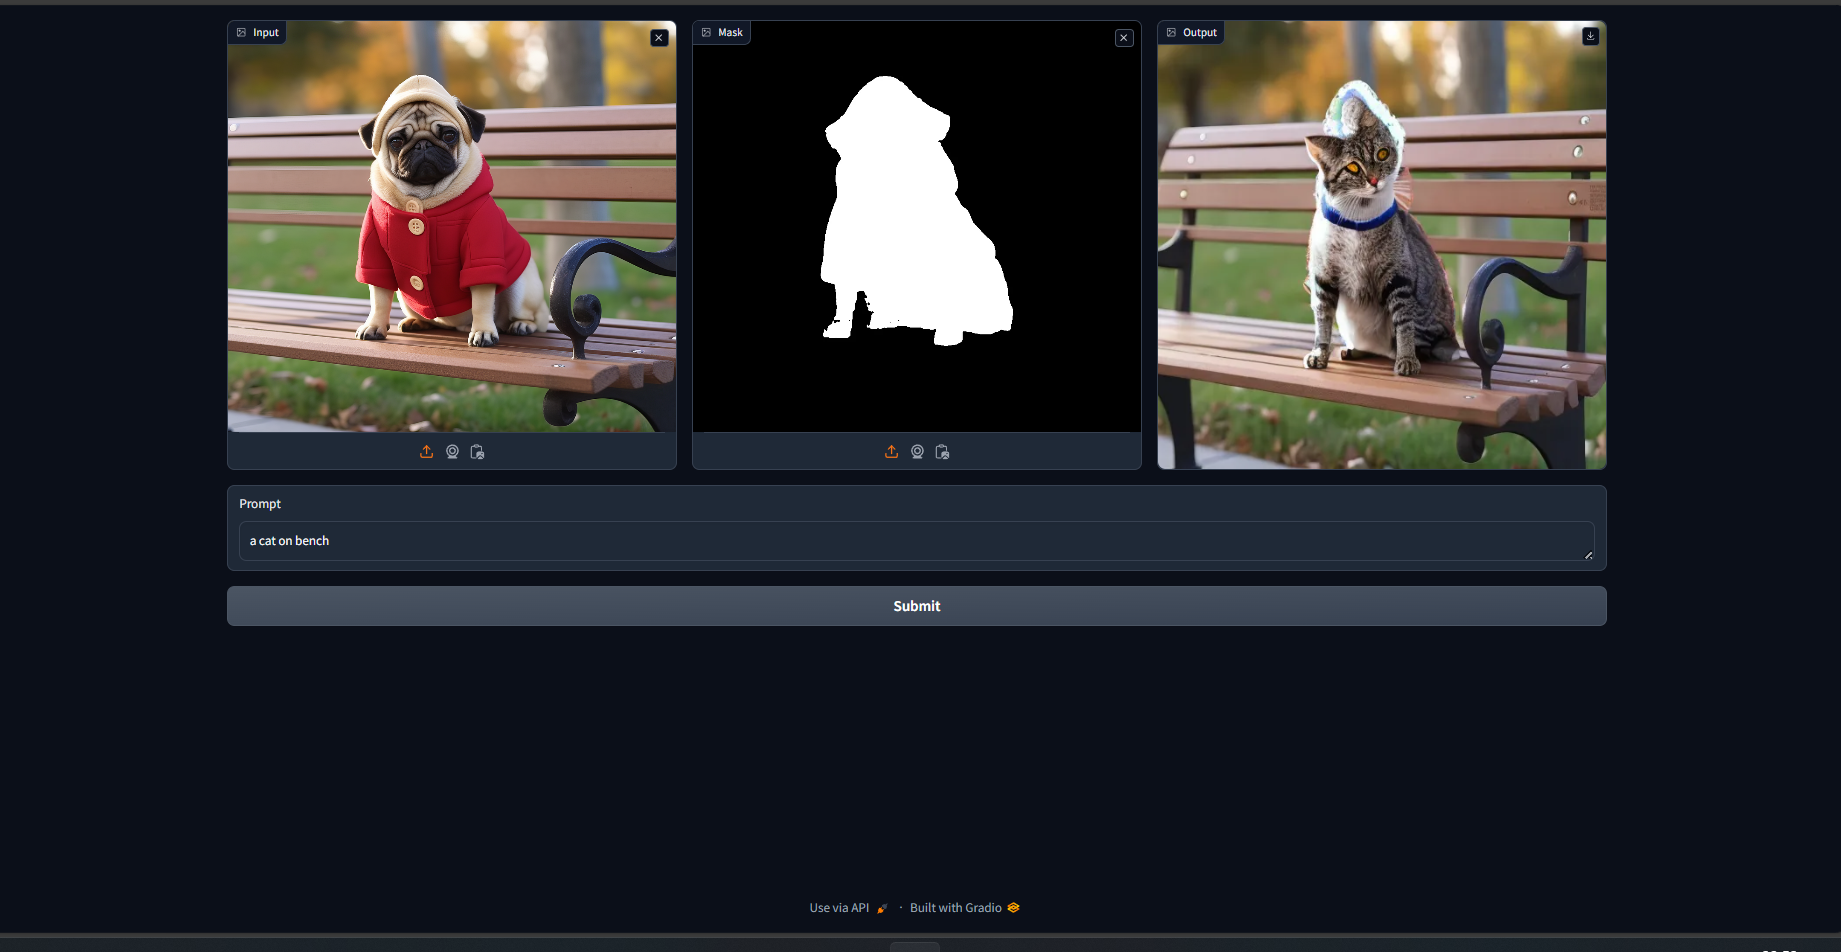 Input
Mask
Output
Prompt
a cat on bench
Submit
Use via API · Built with Gradio